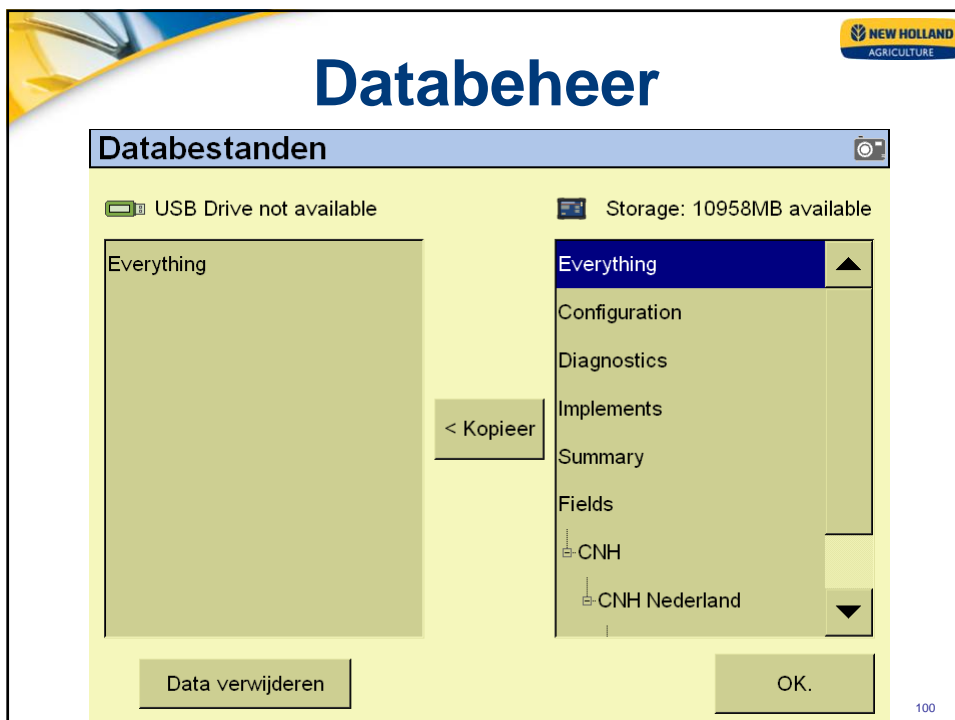 NEW HOLLAND
AGRICULTURE
Databeheer
Databestanden
USB Drive not available
Storage: 10958MB available
Everything
Everything
Configuration
Diagnostics
Implements
< Kopieer
Summary
Fields
CNH
CNH Nederland
Data verwijderen
OK.
100